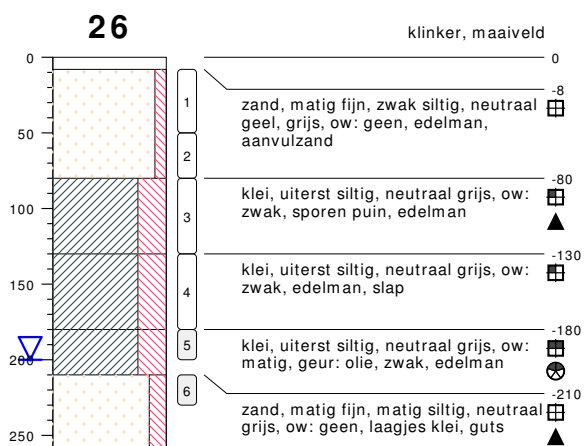 26
klinker, maaiveld
0
0
-8
1
zand, matig fijn, zwak siltig, neutraal
geel, grijs, ow: geen, edelman,
aanvulzand
50
2
-80
klei, uiterst siltig, neutraal grijs, ow:
zwak, sporen puin, edelman
100
3
-130
klei, uiterst siltig, neutraal grijs, ow:
zwak, edelman, slap
150
4
-180
klei, uiterst siltig, neutraal grijs, ow:
matig, geur: olie, zwak, edelman
5
200
-210
6
zand, matig fijn, matig siltig, neutraal
grijs, ow: geen, laagjes klei, guts
250